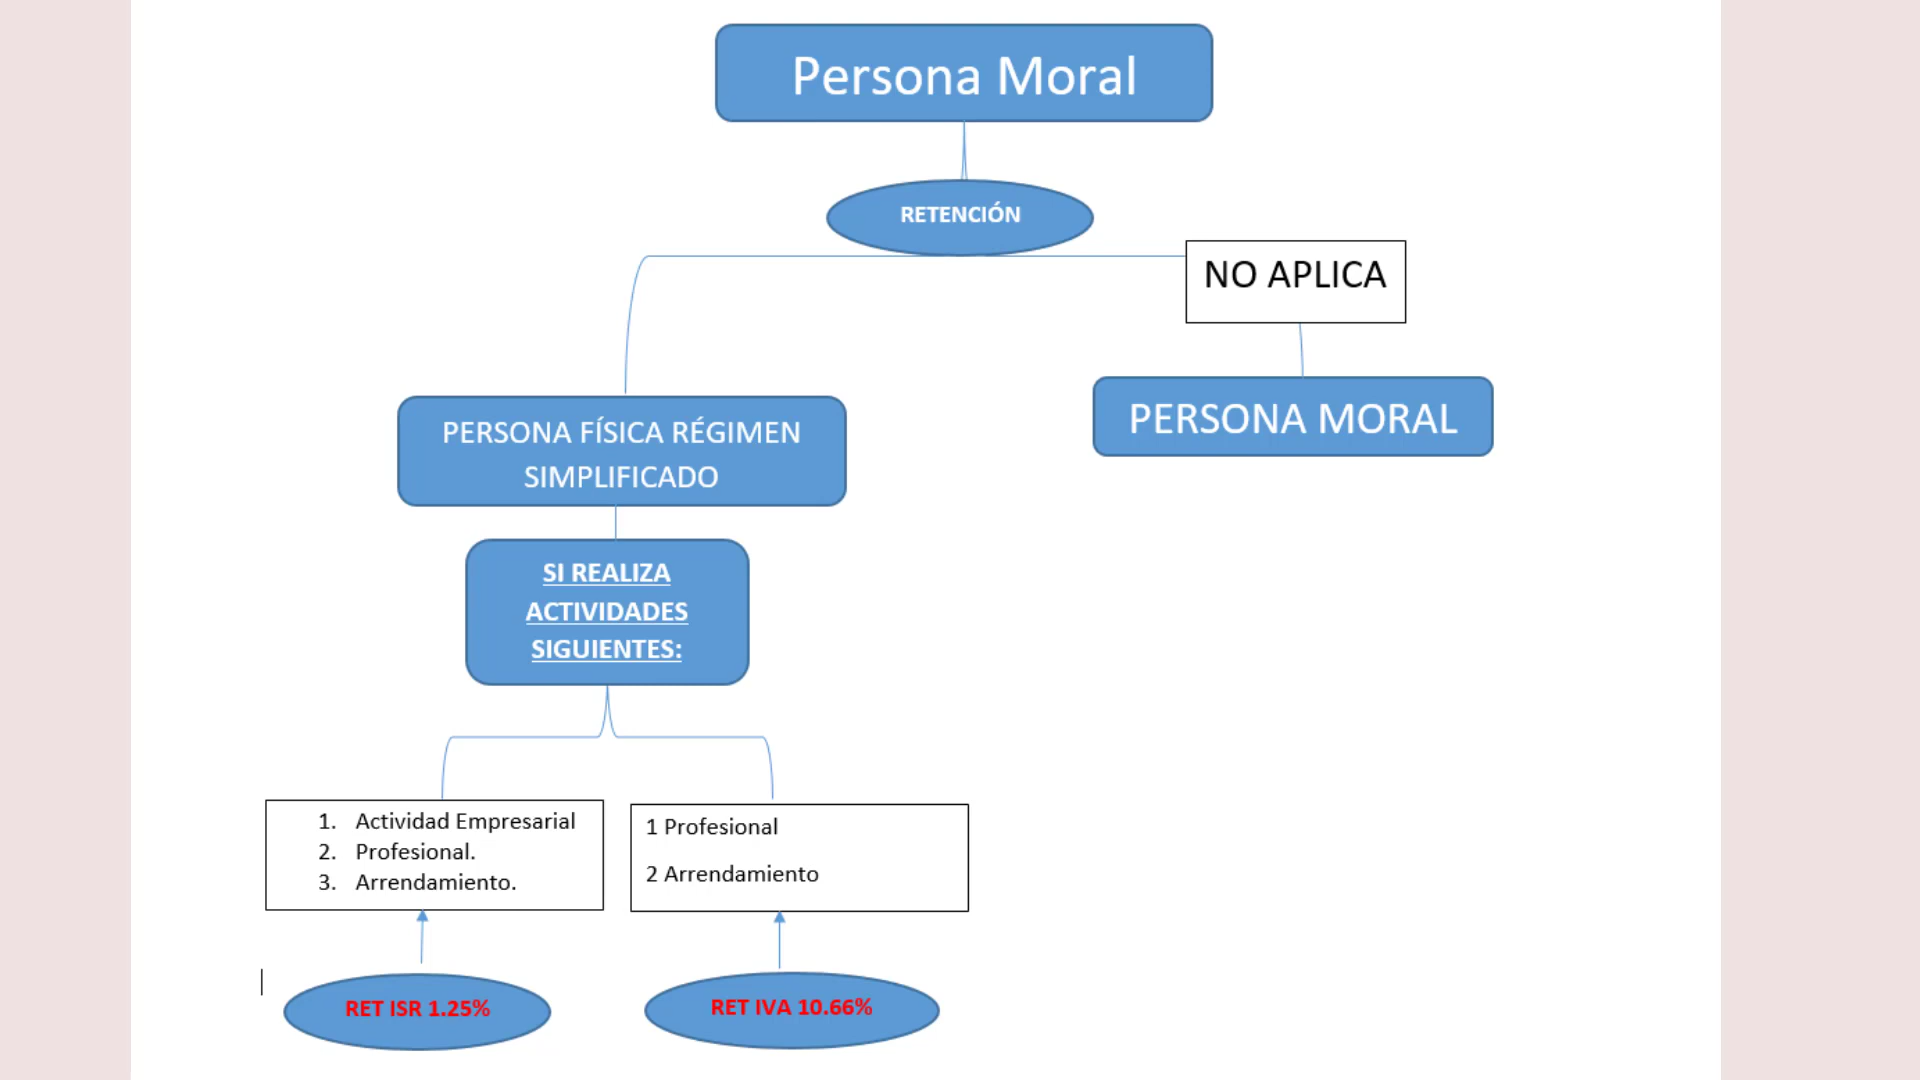 Persona Moral
RETENCIÓN
NO APLICA
PERSONA MORAL
PERSONA FÍSICA RÉGIMEN
SIMPLIFICADO
SI REALIZA
ACTIVIDADES
SIGUIENTES:
1. Actividad Empresarial
2. Profesional.
3. Arrendamiento.
1 Profesional
2 Arrendamiento
RET ISR 1.25%
RET IVA 10.66%